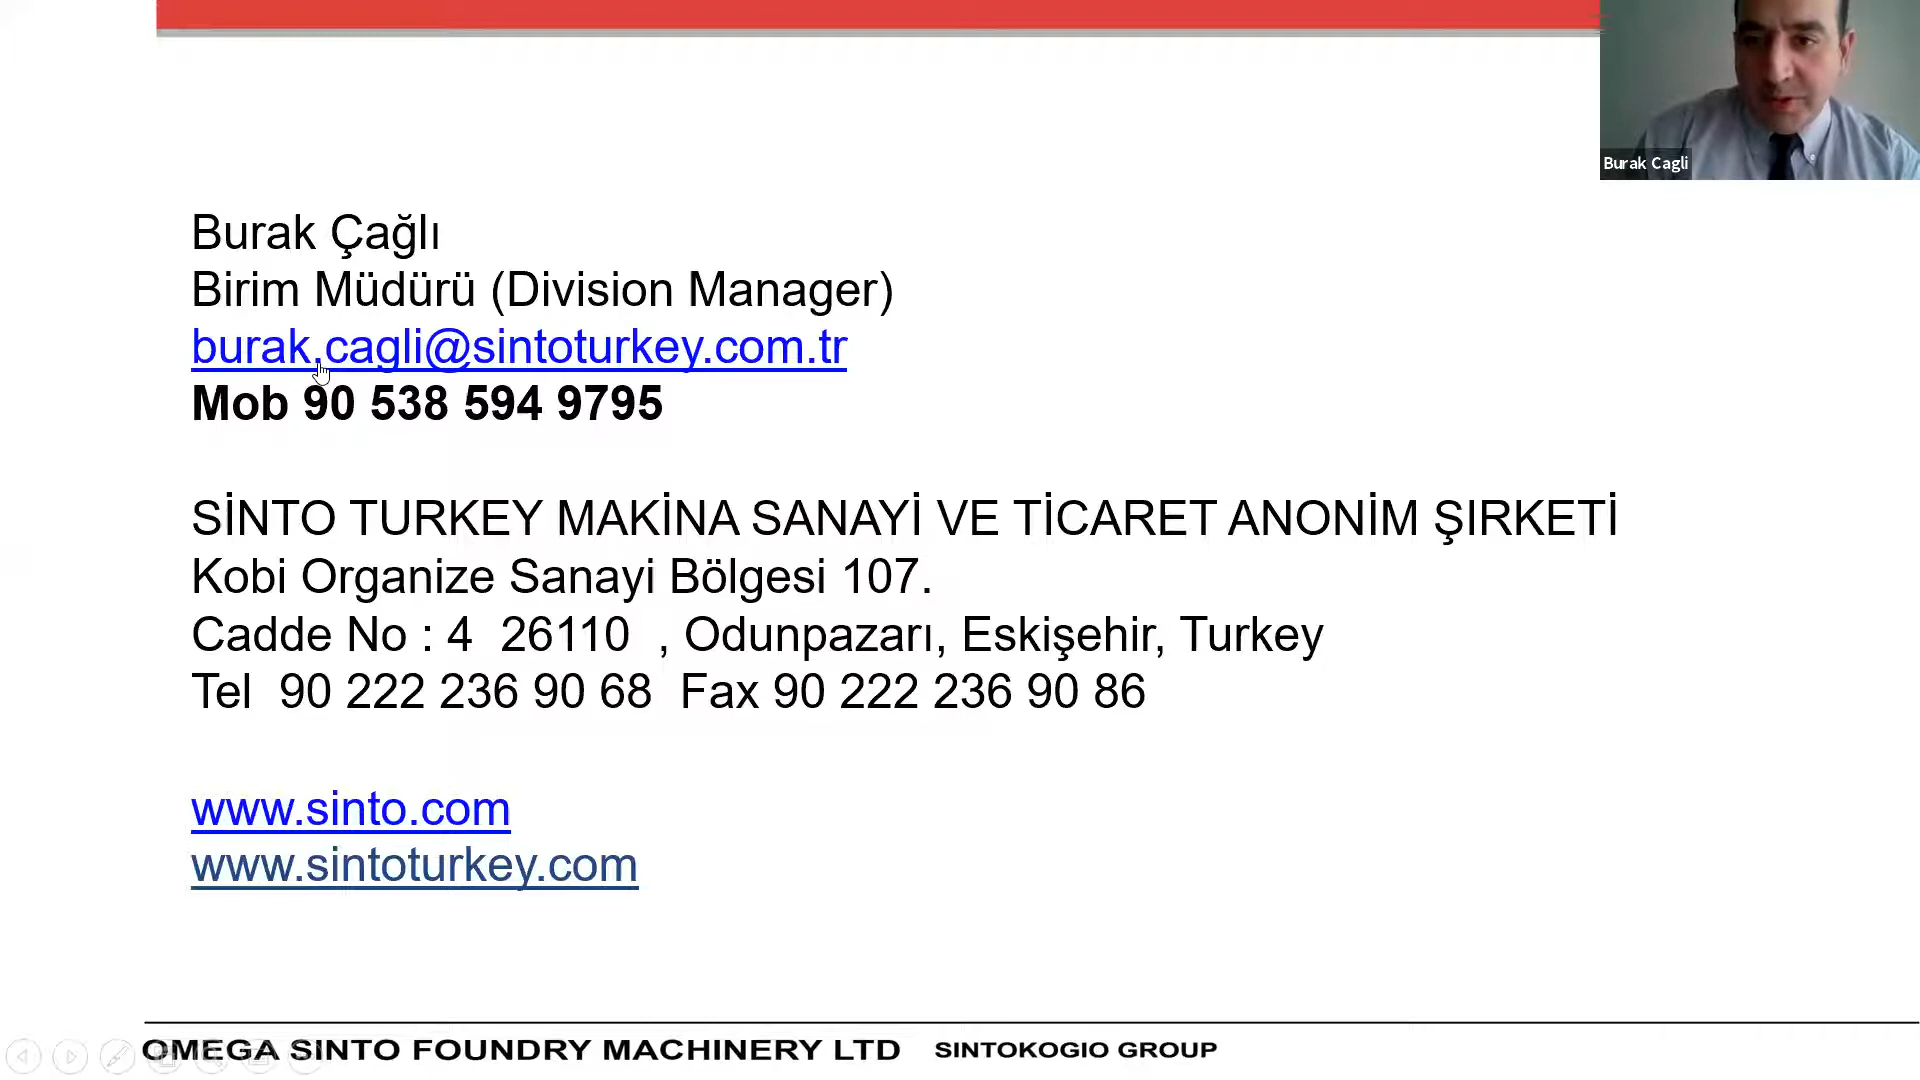 Burak Cagli
Burak Çağlı
Birim Müdürü (Division Manager)
burak.cagli@sintoturkey.com.tr
Mob 90 538 594 9795
SİNTO TURKEY MAKİNA SANAYİ VE TİCARET ANONİM ŞIRKETİ
Kobi Organize Sanayi Bölgesi 107.
Cadde No : 4 26110 , Odunpazarı, Eskişehir, Turkey
Tel 90 222 236 90 68 Fax 90 222 236 90 86
www.sinto.com
www.sintoturkey.com
OMEGA SINTO FOUNDRY MACHINERY LTD SINTOKOGIO GROUP